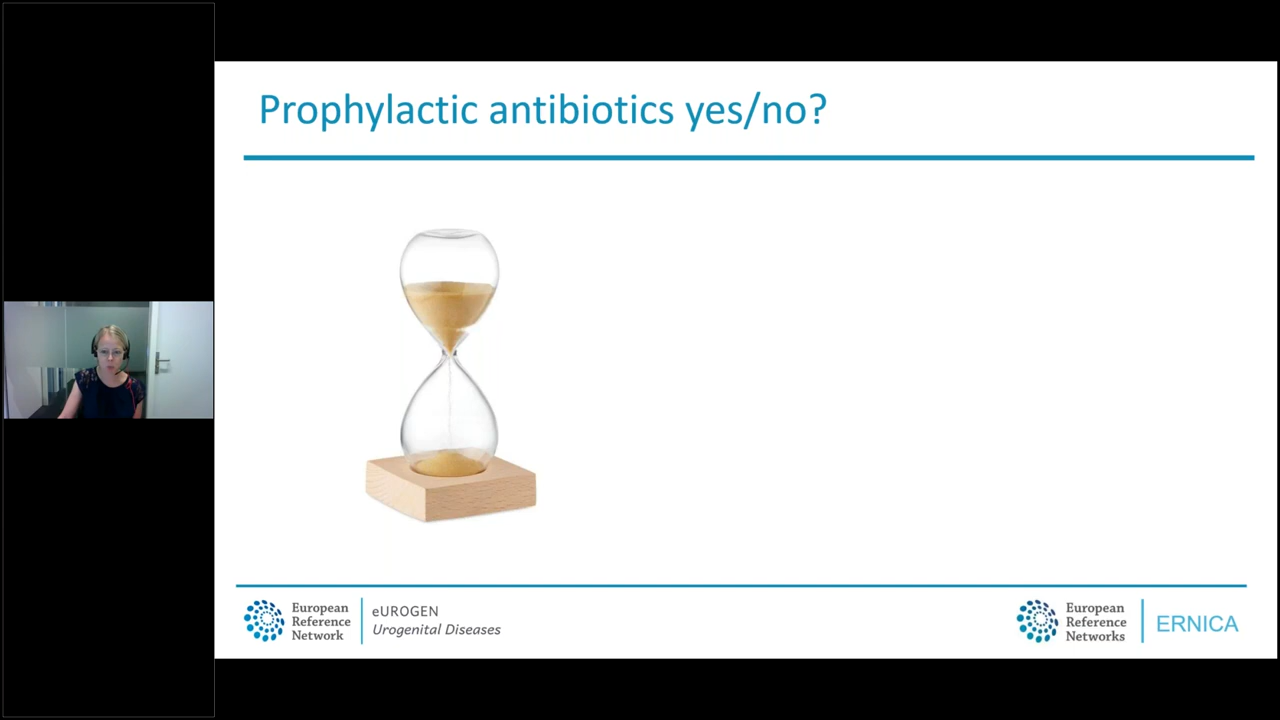 Prophylactic antibiotics yes/no?
European
Reference
Network
eUROGEN
Urogenital Diseases
European
Reference
Networks
ERNICA